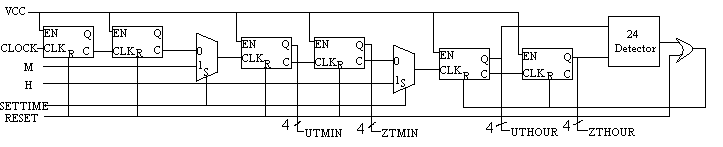 VCC
EN
EN
24
Detector
EN Q
EN Q
EN Q
EN Q
CLOCK
CLK R C
CLK R C
0
1 S
CLK R C
CLK R C
0
1 S
CLK R C
CLK R C
M
H
SETTIME
RESET
4 UTMIN
4 ZTMIN
4 UTHOUR
4 ZTHOUR